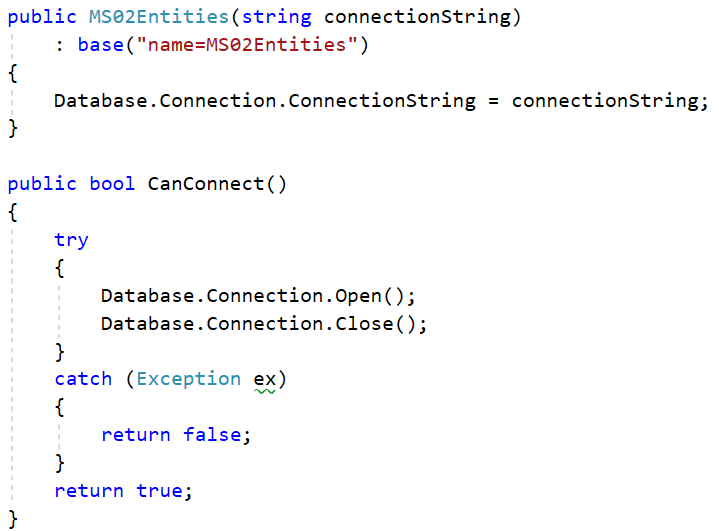 public MS02Entities(string connectionString)
    : base("name=MS02Entities")
{
    Database.Connection.ConnectionString = connectionString;
}

public bool CanConnect()
{
    try
    {
        Database.Connection.Open();
        Database.Connection.Close();
    }
    catch (Exception ex)
    {
        return false;
    }
    return true;
}